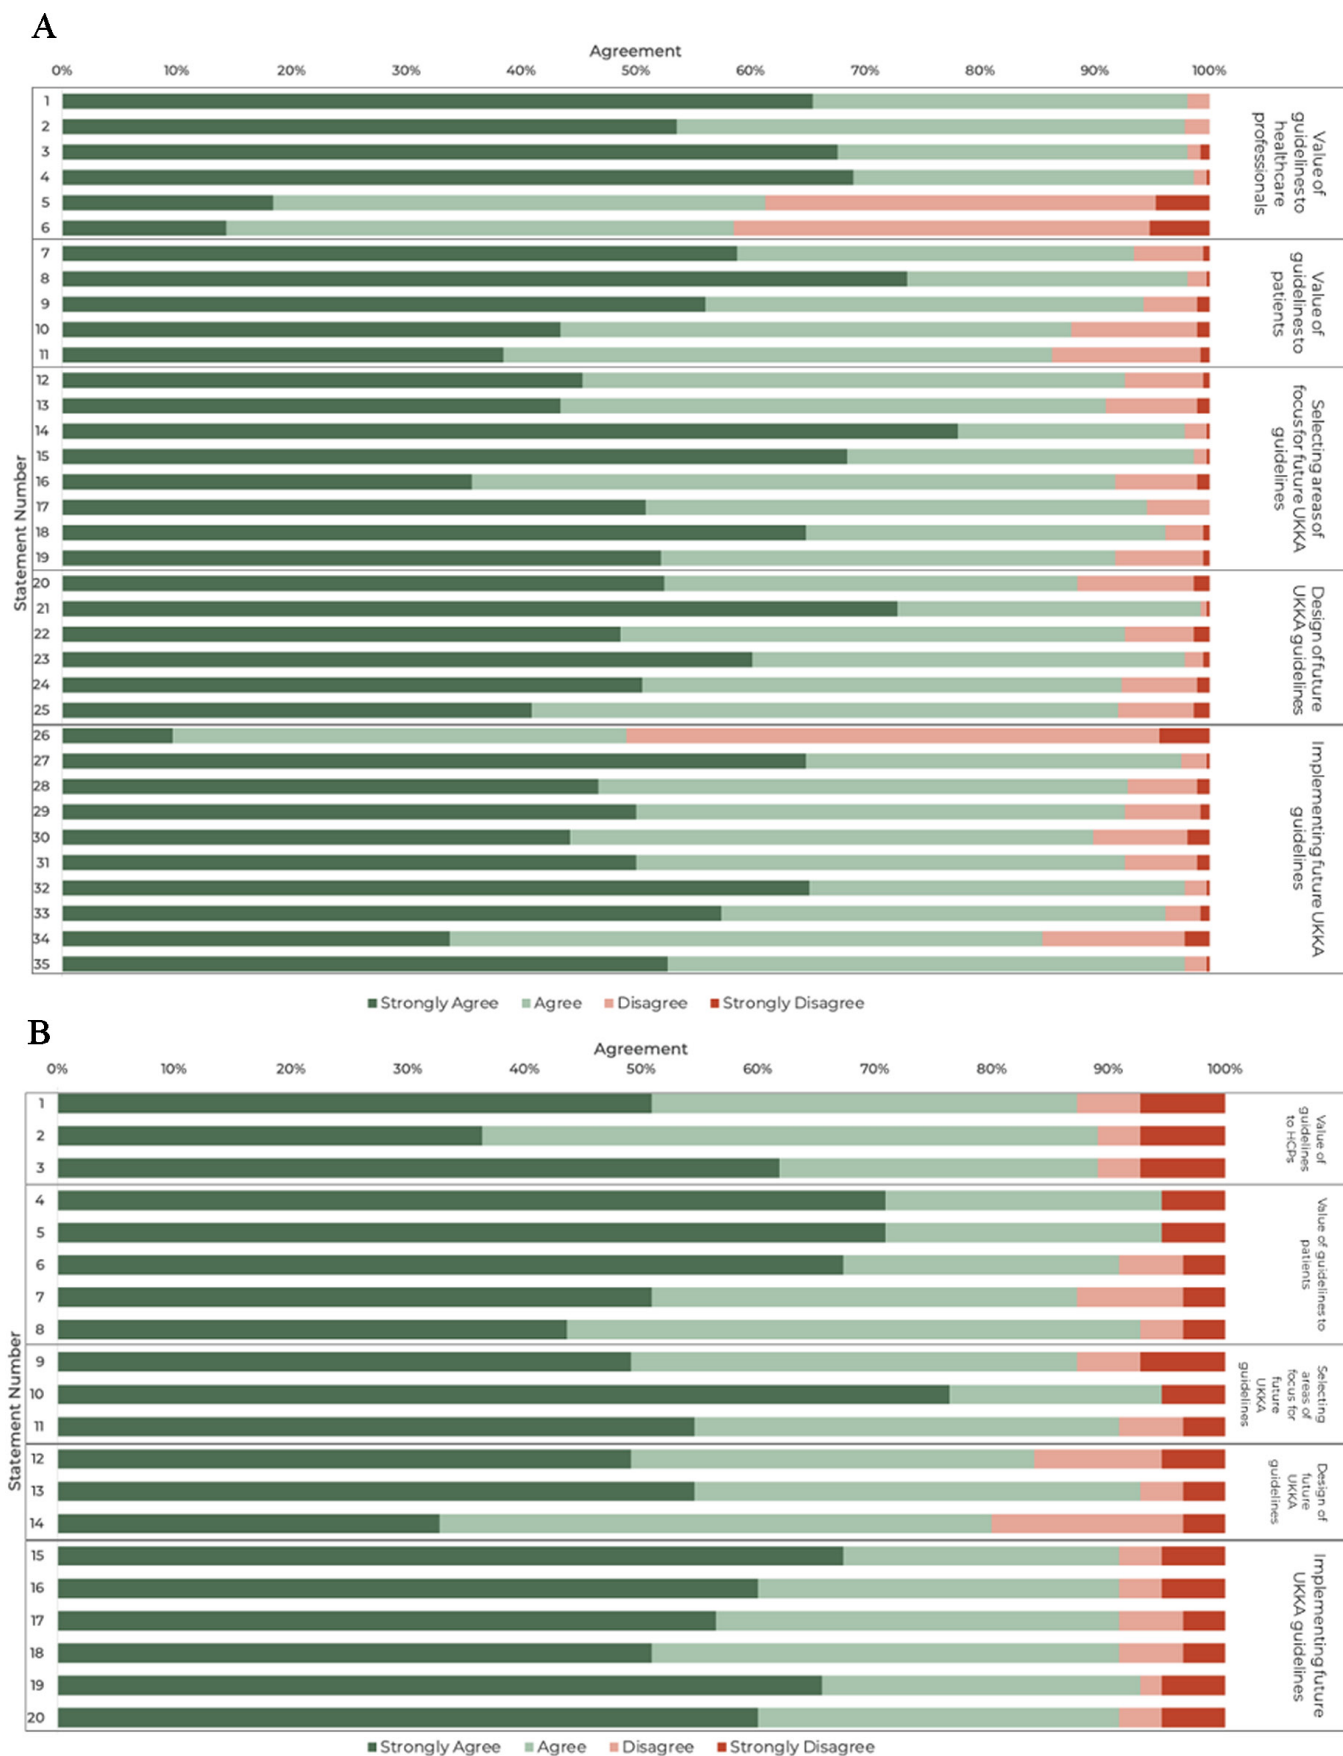 A
Agreement
0% 10% 20% 30% 40% 50% 60% 70% 80% 90% 100%
Statement Number
1
2
3
4
5
6
Value of
guidelines to
healthcare
professionals
7
8
9
10
11
Value of
guidelines to
patients
12
13
14
15
16
17
18
19
Selecting areas of
focus for future UKKA
guidelines
20
21
22
23
24
25
Design of future
UKKA guidelines
26
27
28
29
30
31
32
33
34
35
Implementing future UKKA
guidelines
Strongly Agree Agree Disagree Strongly Disagree
B
Agreement
0% 10% 20% 30% 40% 50% 60% 70% 80% 90% 100%
Statement Number
1
2
3
Value of
guidelines
to HCPs
4
5
6
7
8
Value of guidelines to
patients
9
10
11
Selecting
areas of
focus for
future
UKKA
guidelines
12
13
14
Design of
future
UKKA
guidelines
15
16
17
18
19
20
Implementing future
UKKA guidelines
Strongly Agree Agree Disagree Strongly Disagree